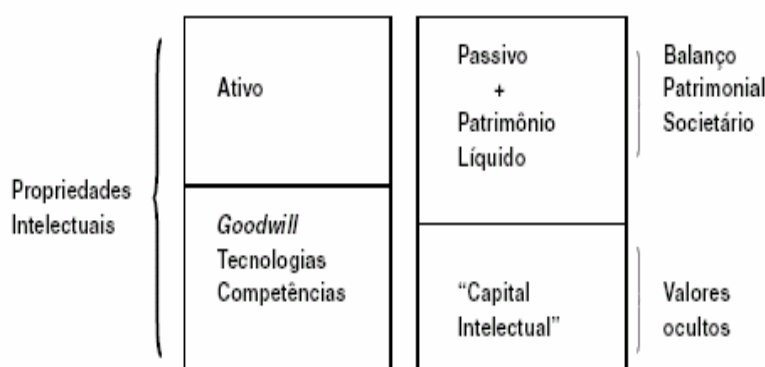 Propriedades
Intelectuais
Ativo
Goodwill
Tecnologias
Competências
Passivo
+
Patrimônio
Líquido
“Capital
Intelectual”
Balanço
Patrimonial
Societário
Valores
ocultos